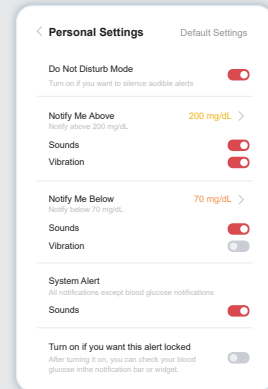 Personal Settings Default Settings
Do Not Disturb Mode
Turn on if you want to silence audible alerts
Notify Me Above 200 mg/dL
Notify above 200 mg/dL
Sounds
Vibration
Notify Me Below 70 mg/dL
Notify below 70 mg/dL
Sounds
Vibration
System Alert
All notifications except blood glucose notifications
Sounds
Turn on if you want this alert locked
After turning it on, you can check your blood
glucose inthe notification bar or widget.